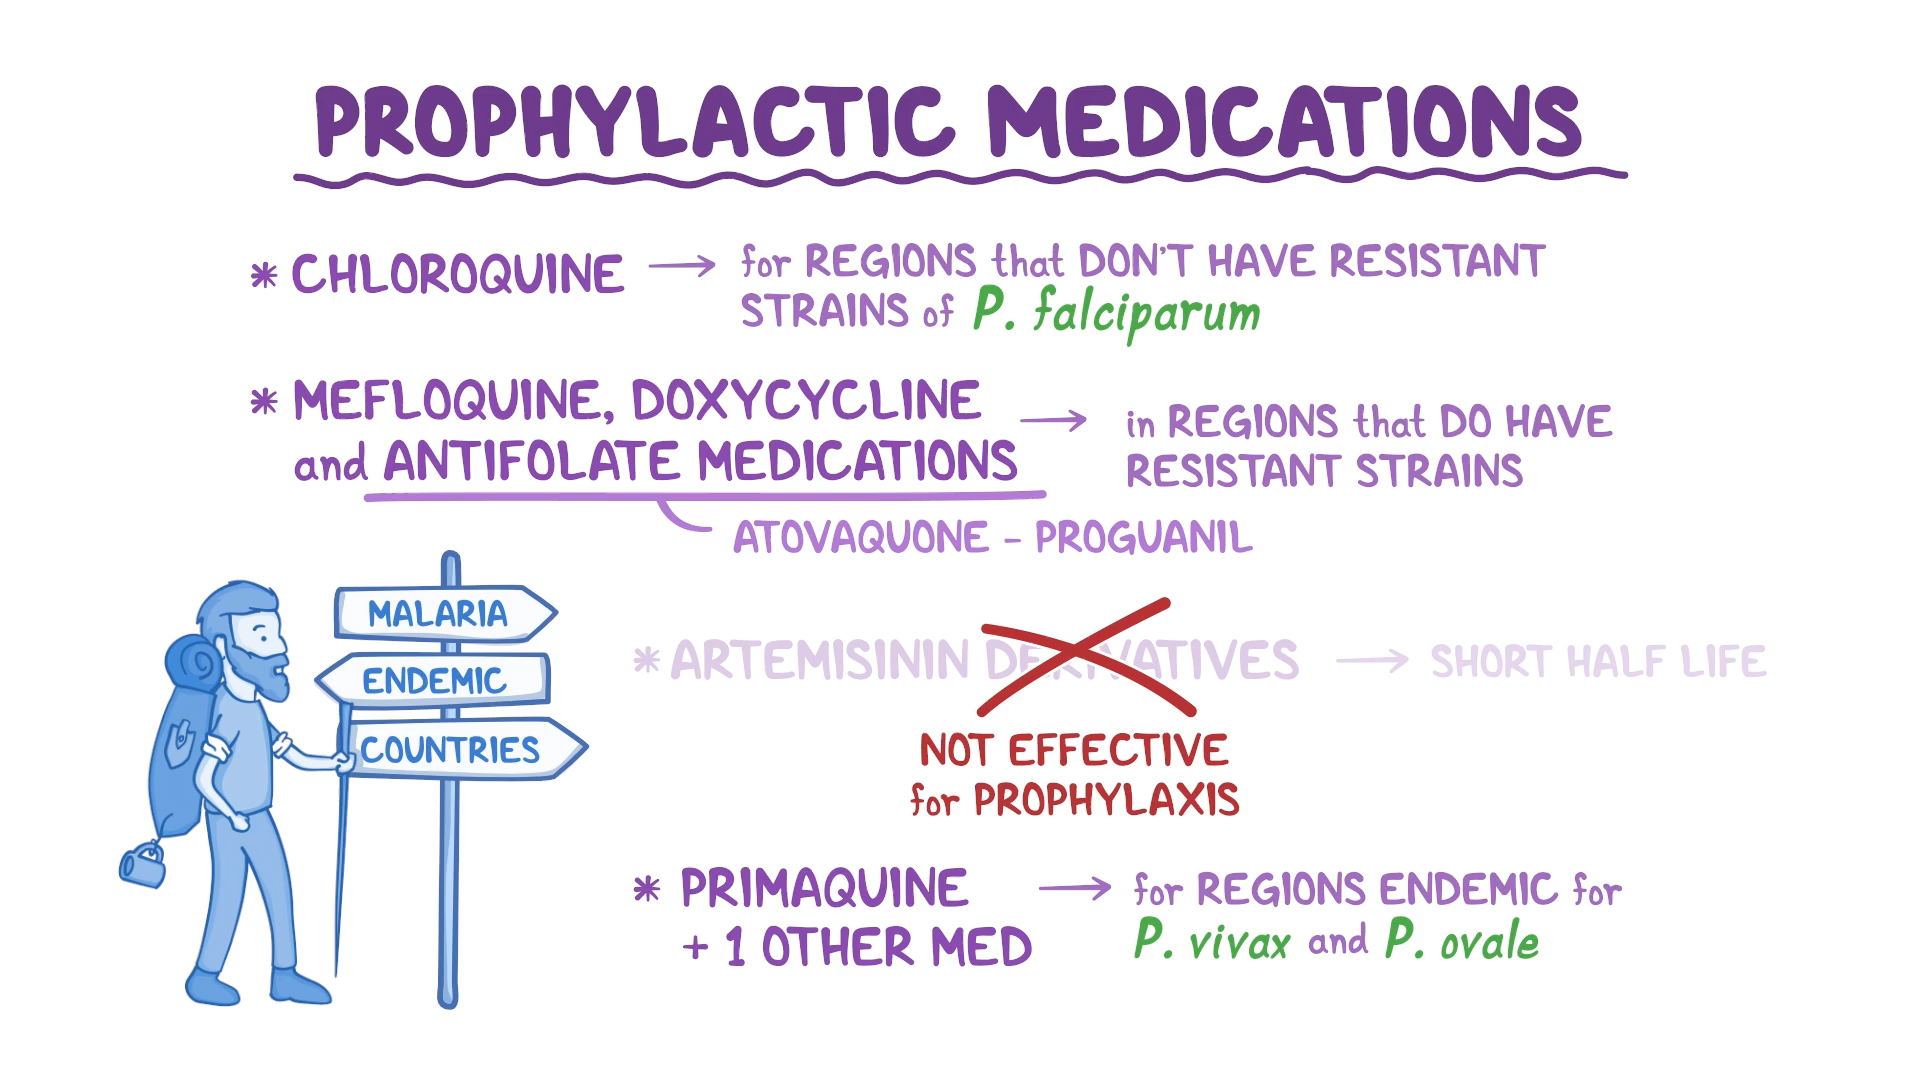 PROPHYLACTIC MEDICATIONS
* CHLOROQUINE → for REGIONS that DON'T HAVE RESISTANT
STRAINS of P. falciparum
* MEFLOQUINE, DOXYCYCLINE
and ANTIFOLATE MEDICATIONS → in REGIONS that DO HAVE
RESISTANT STRAINS
ATOVAQUONE - PROGUANIL
MALARIA
ENDEMIC
COUNTRIES
* ARTEMISININ DERIVATIVES → SHORT HALF LIFE
NOT EFFECTIVE
for PROPHYLAXIS
* PRIMAQUINE
+ 1 OTHER MED → for REGIONS ENDEMIC for
P. vivax and P. ovale